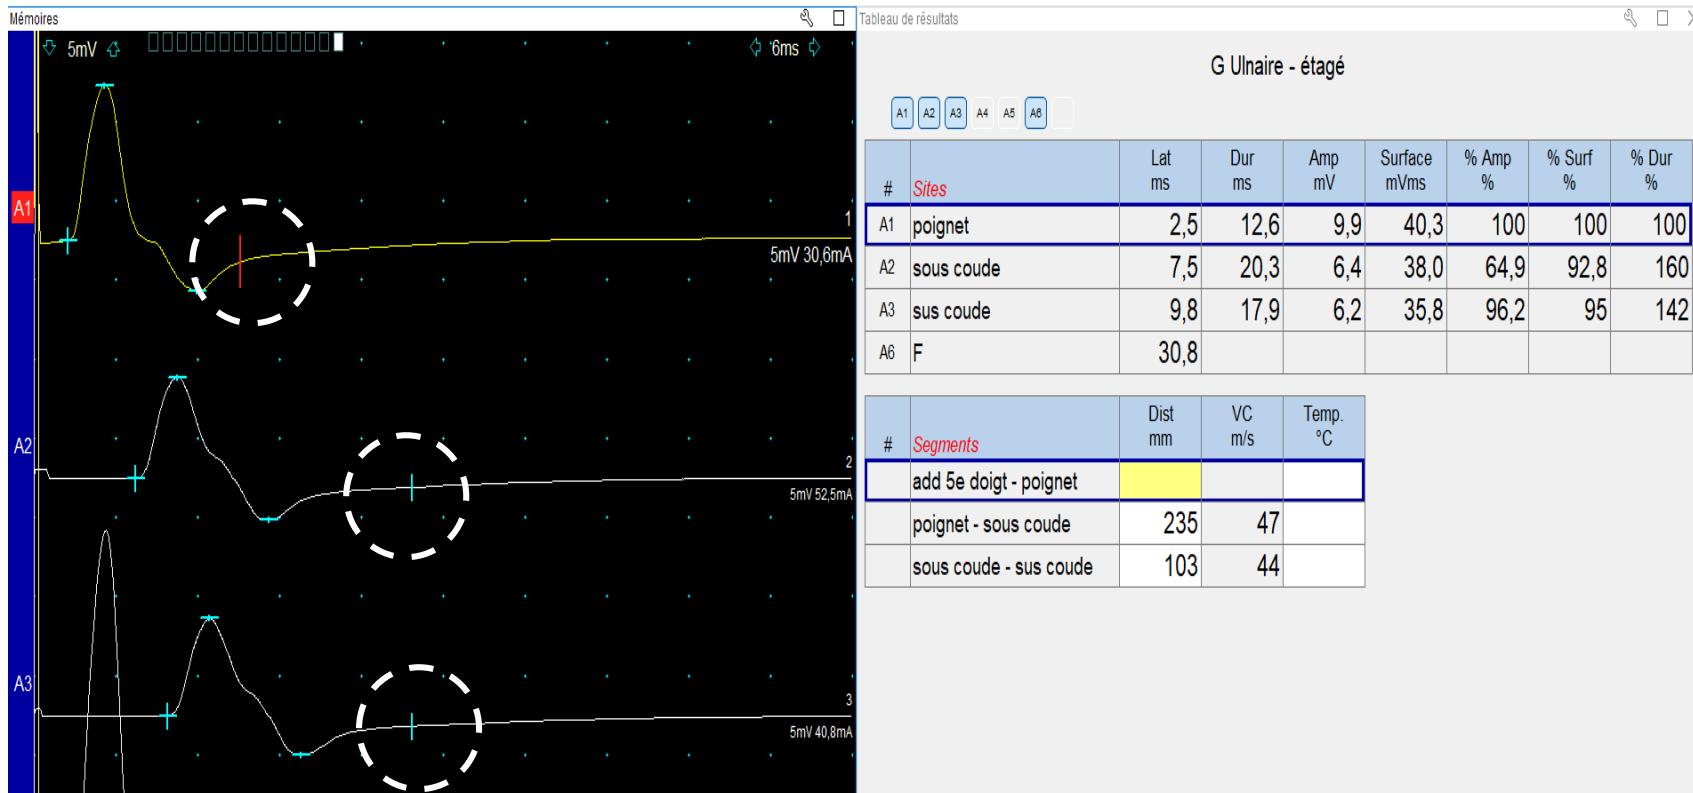 Mémoires
5mV
6ms
A1
1
5mV 30,6mA
A2
2
5mV 52,5mA
A3
3
5mV 40,8mA
Tableau de résultats
G Ulnaire - étagé
A1 A2 A3 A4 A5 A6
# Sites Lat ms Dur ms Amp mV Surface mVms % Amp % % Surf % % Dur %
A1 poignet 2,5 12,6 9,9 40,3 100 100 100
A2 sous coude 7,5 20,3 6,4 38,0 64,9 92,8 160
A3 sus coude 9,8 17,9 6,2 35,8 96,2 95 142
A6 F 30,8
# Segments Dist mm VC m/s Temp. °C
add 5e doigt - poignet
poignet - sous coude 235 47
sous coude - sus coude 103 44